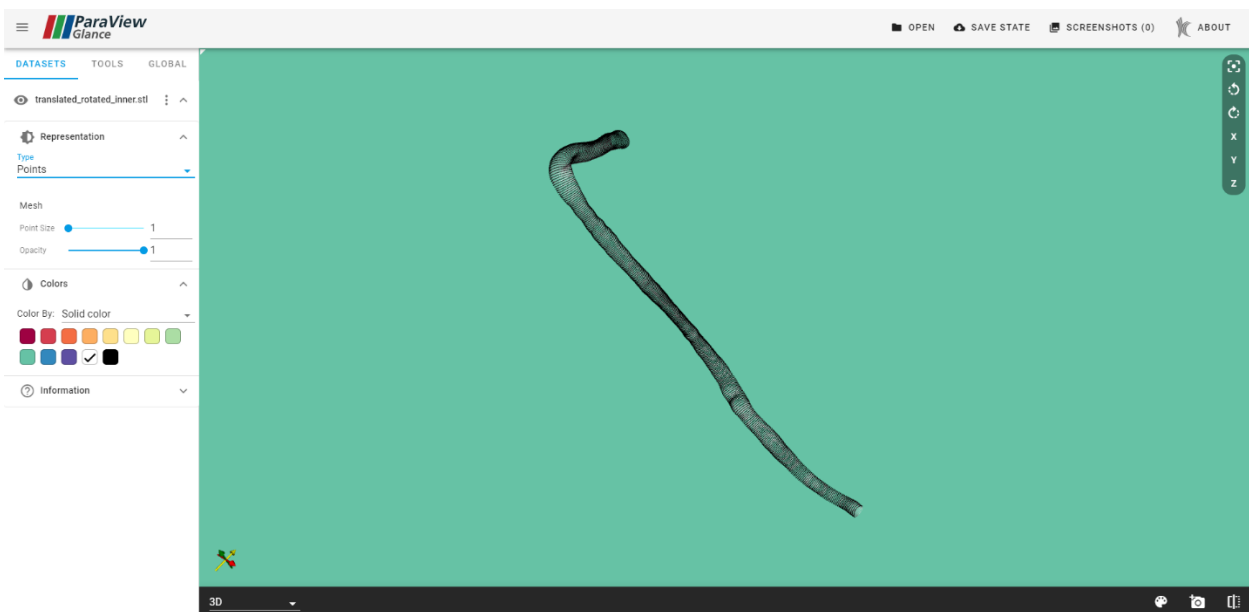 ParaView
Glance
OPEN
SAVE STATE
SCREENSHOTS (0)
ABOUT
DATASETS
TOOLS
GLOBAL
translated_rotated_inner.stl
Representation
Type
Points
Mesh
Point Size
1
Opacity
1
Colors
Color By: Solid color
Information
X
Y
Z
3D